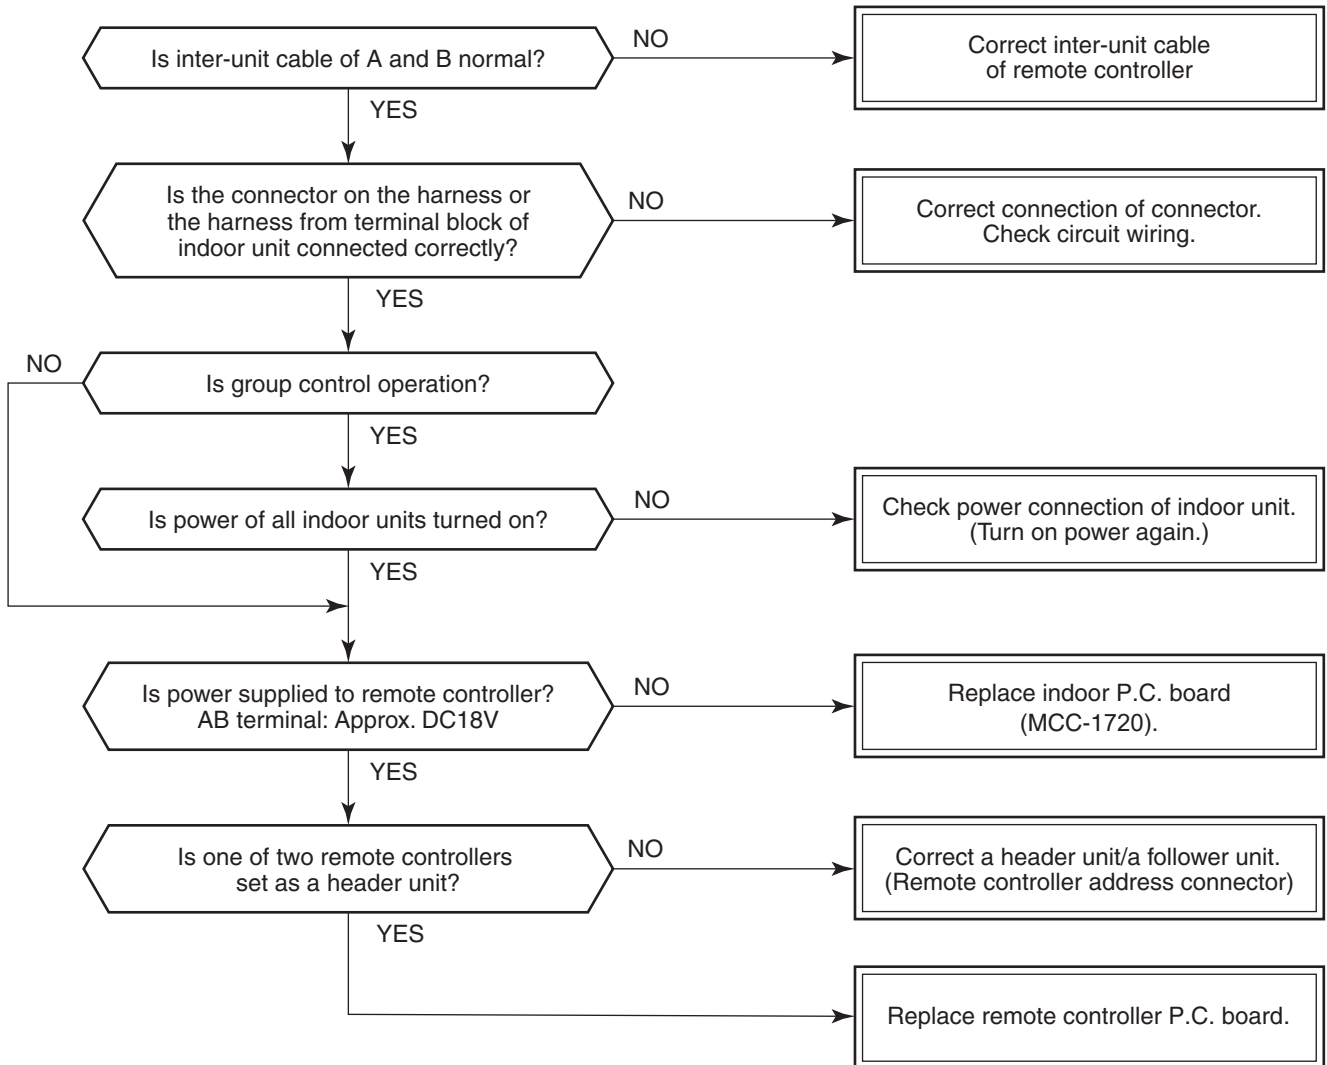 Is inter-unit cable of A and B normal?
NO
Correct inter-unit cable
of remote controller
YES
Is the connector on the harness or
the harness from terminal block of
indoor unit connected correctly?
NO
Correct connection of connector.
Check circuit wiring.
YES
NO
Is group control operation?
YES
Is power of all indoor units turned on?
NO
Check power connection of indoor unit.
(Turn on power again.)
YES
Is power supplied to remote controller?
AB terminal: Approx. DC18V
NO
Replace indoor P.C. board
(MCC-1720).
YES
Is one of two remote controllers
set as a header unit?
NO
Correct a header unit/a follower unit.
(Remote controller address connector)
YES
Replace remote controller P.C. board.